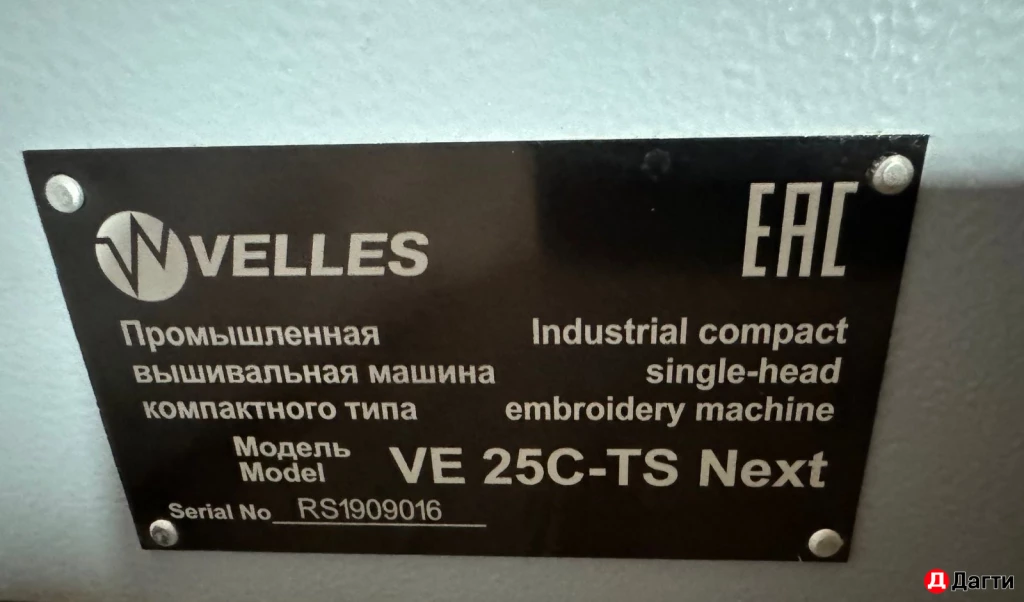 VELLES
EAC
Промышленная
вышивальная машина
компактного типа
Industrial compact
single-head
embroidery machine
Модель
Model
VE 25C-TS Next
Serial No RS1909016
Д Дагти